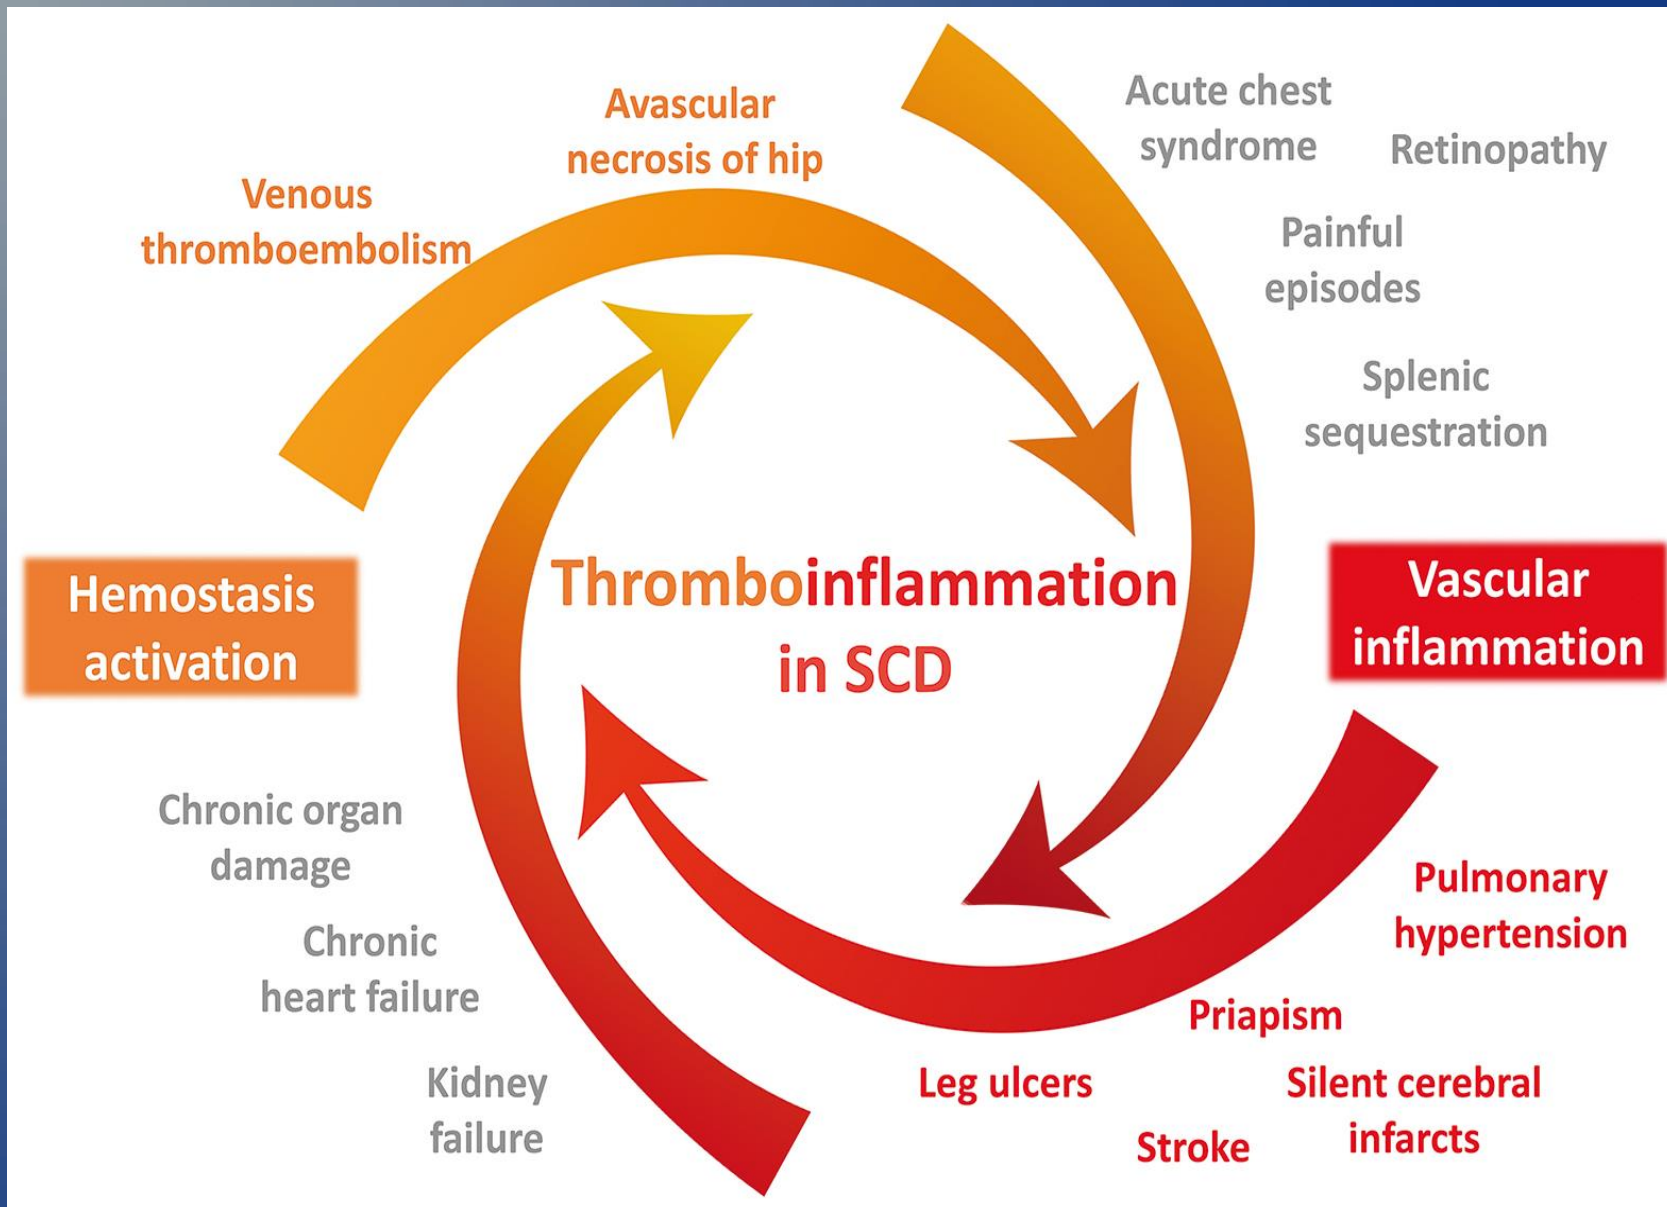 Avascular
necrosis of hip
Venous
thromboembolism
Acute chest
syndrome
Retinopathy
Painful
episodes
Splenic
sequestration
Hemostasis
activation
Thromboinflammation
in SCD
Vascular
inflammation
Chronic organ
damage
Chronic
heart failure
Kidney
failure
Pulmonary
hypertension
Priapism
Leg ulcers
Silent cerebral
infarcts
Stroke